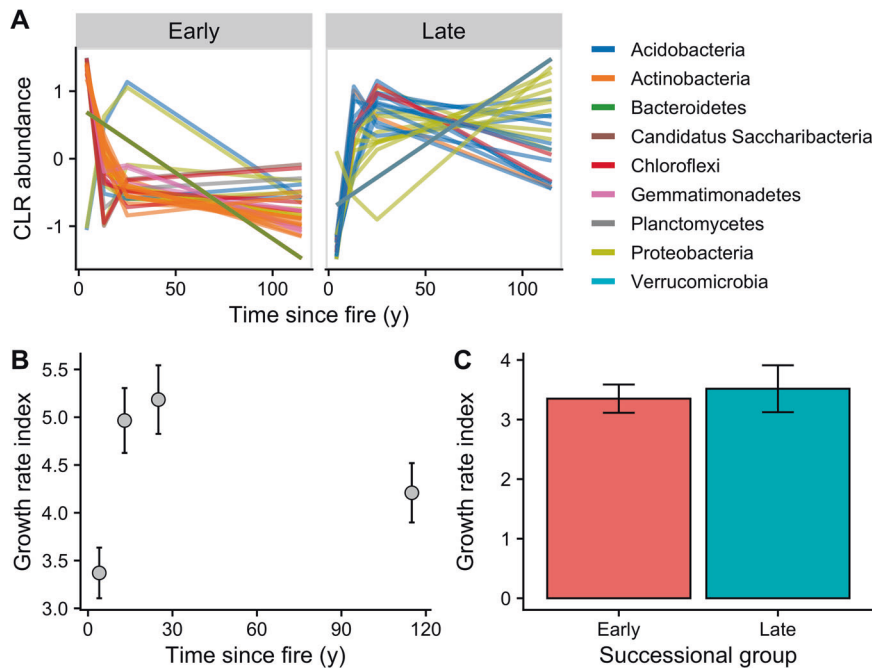 A
Early
Late
CLR abundance
1
0
-1
0
50
100
0
50
100
Time since fire (y)
Acidobacteria
Actinobacteria
Bacteroidetes
Candidatus Saccharibacteria
Chloroflexi
Gemmatimonadetes
Planctomycetes
Proteobacteria
Verrucomicrobia
B
Growth rate index
5.5
5.0
4.5
4.0
3.5
3.0
0
30
60
90
120
Time since fire (y)
C
Growth rate index
4
3
2
1
0
Early
Late
Successional group